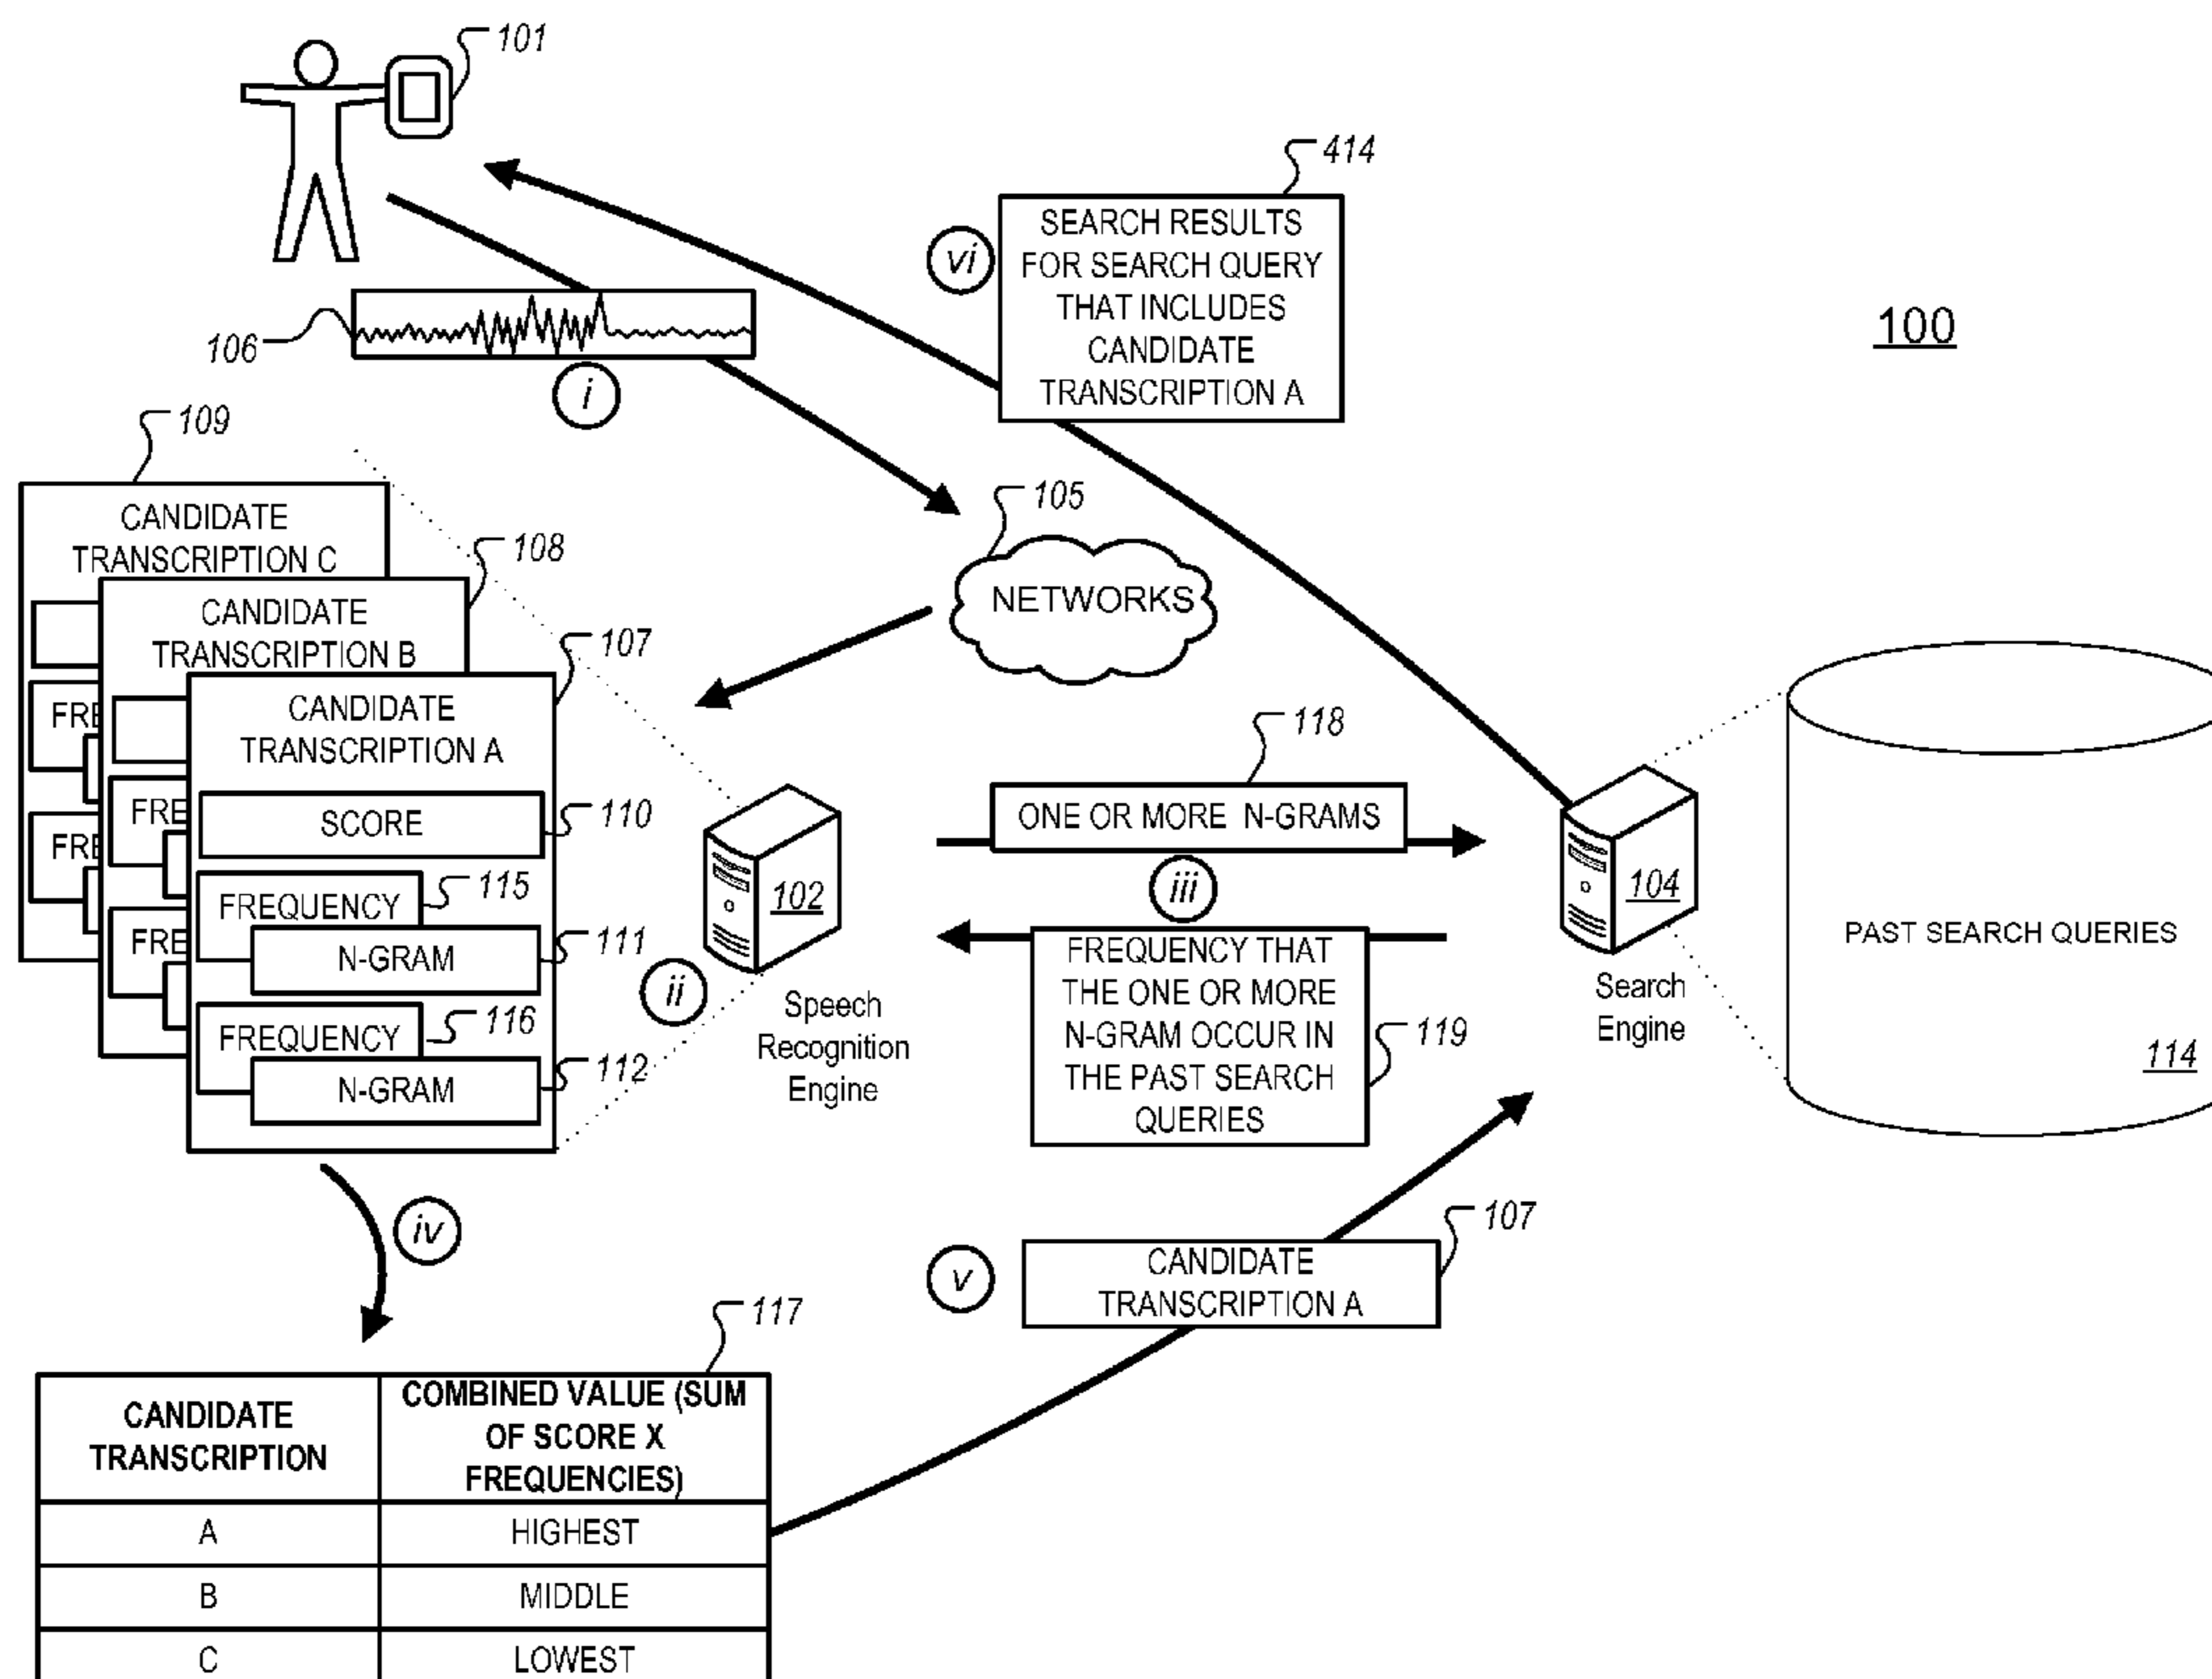 101
414
SEARCH RESULTS
FOR SEARCH QUERY
THAT INCLUDES
CANDIDATE
TRANSCRIPTION A
vi
100
106
i
109
CANDIDATE
TRANSCRIPTION C
FRE
FRE
108
CANDIDATE
TRANSCRIPTION B
FRE
FRE
107
CANDIDATE
TRANSCRIPTION A
SCORE
110
FREQUENCY
115
N-GRAM
111
FREQUENCY
116
N-GRAM
112
105
NETWORKS
ii
102
Speech
Recognition
Engine
118
ONE OR MORE N-GRAMS
iii
FREQUENCY THAT
THE ONE OR MORE
N-GRAM OCCUR IN
THE PAST SEARCH
QUERIES
119
104
Search
Engine
PAST SEARCH QUERIES
114
iv
v
107
CANDIDATE
TRANSCRIPTION A
117
CANDIDATE
TRANSCRIPTION
COMBINED VALUE (SUM
OF SCORE X
FREQUENCIES)
A HIGHEST
B MIDDLE
C LOWEST